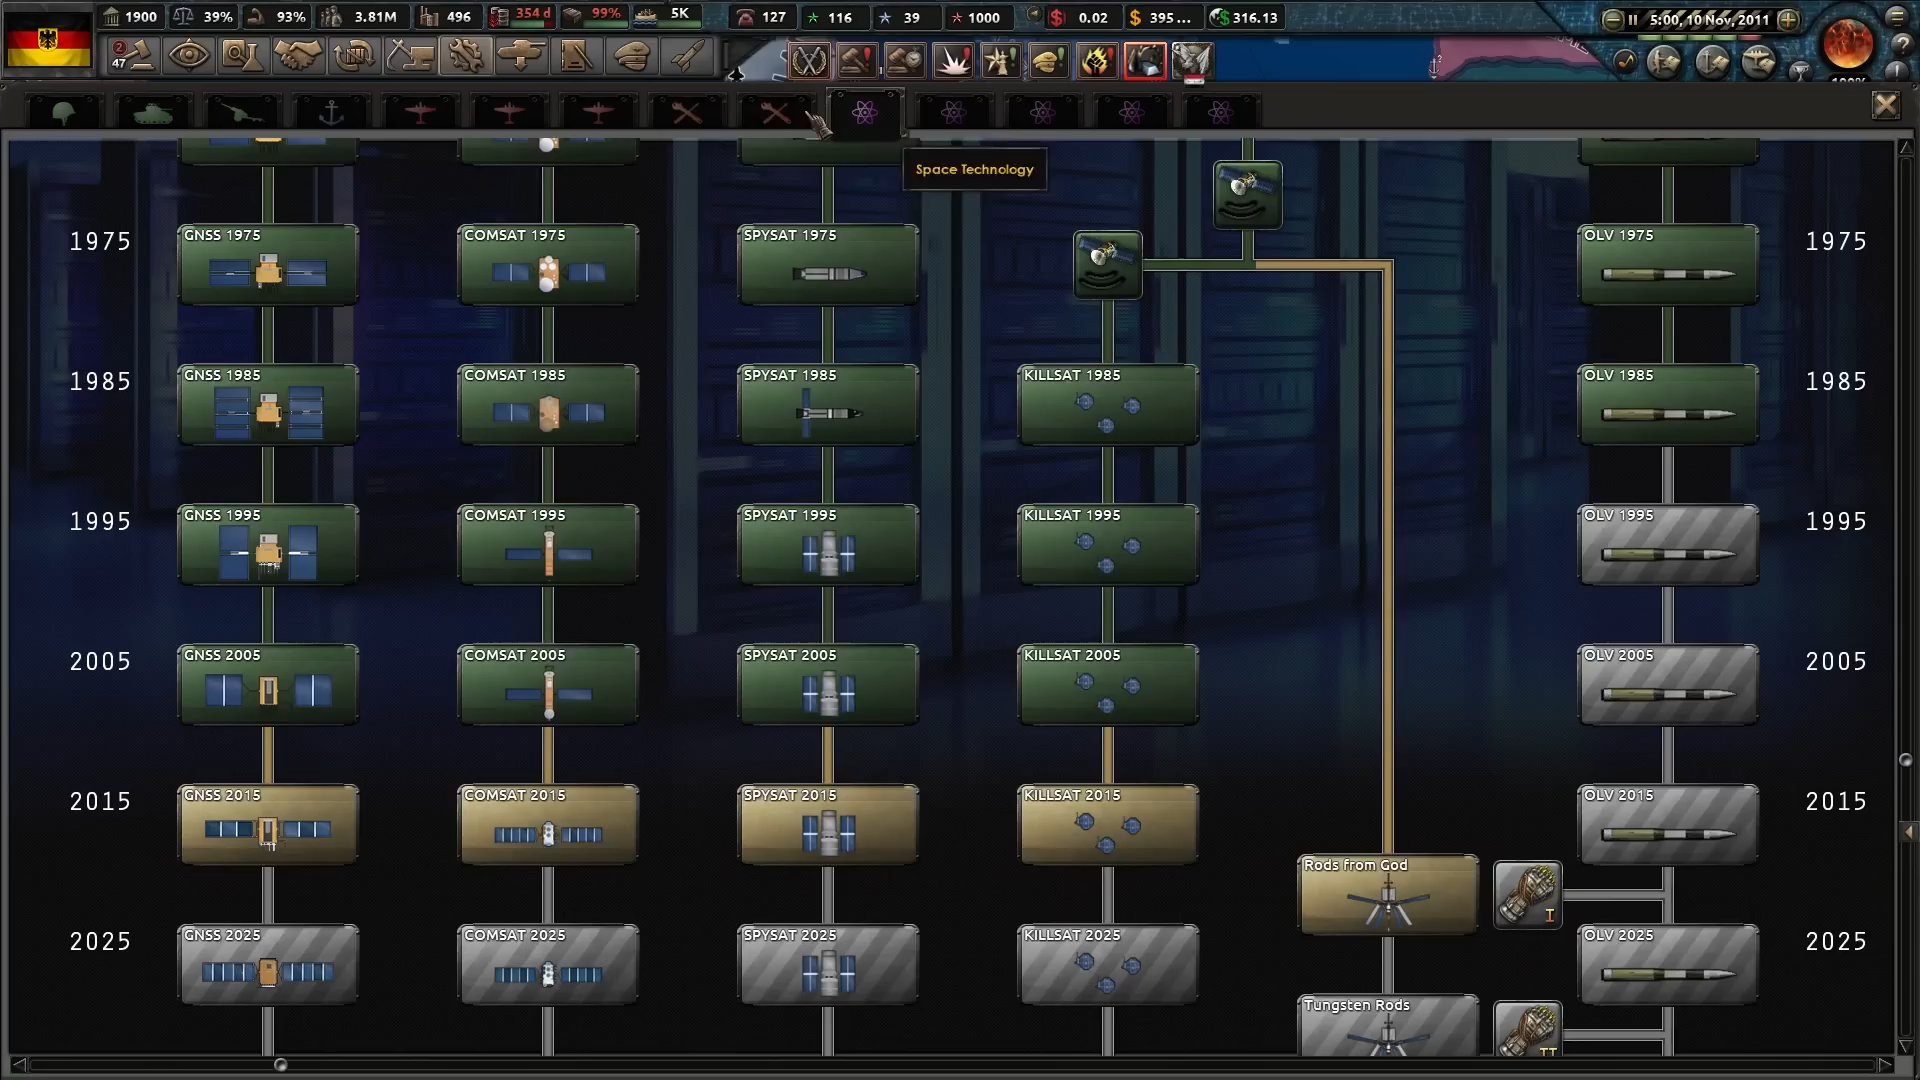 1900 39% 93% 3.81M 496 354 d 99% 5K 127 116 39 1000 0.02 395... 316.13 5:00, 10 Nov, 2011
2
47
Space Technology
1975 GNSS 1975 COMSAT 1975 SPYSAT 1975 OLV 1975 1975
1985 GNSS 1985 COMSAT 1985 SPYSAT 1985 KILLSAT 1985 OLV 1985 1985
1995 GNSS 1995 COMSAT 1995 SPYSAT 1995 KILLSAT 1995 OLV 1995 1995
2005 GNSS 2005 COMSAT 2005 SPYSAT 2005 KILLSAT 2005 OLV 2005 2005
2015 GNSS 2015 COMSAT 2015 SPYSAT 2015 KILLSAT 2015 OLV 2015 2015
Rods from God
I
2025 GNSS 2025 COMSAT 2025 SPYSAT 2025 KILLSAT 2025 OLV 2025 2025
Tungsten Rods
II